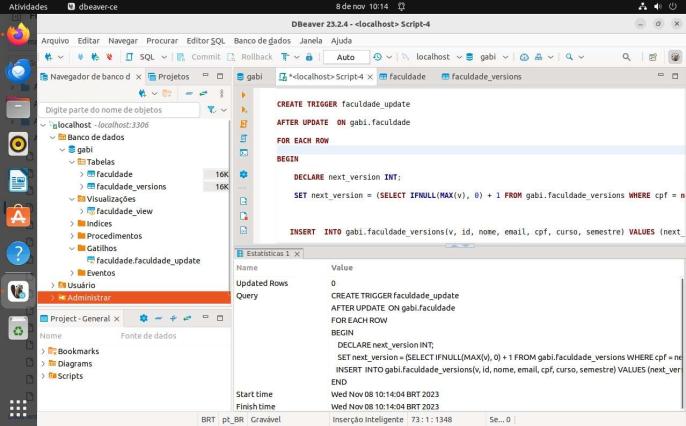 Atividades
dbeaver-ce
8 de nov 10:14
DBeaver 23.2.4 - <localhost> Script-4
Arquivo Editar Navegar Procurar Editor SQL Banco de dados Janela Ajuda
SQL Commit Rollback T Auto localhost gabi
Navegador de banco d Projetos
Digite parte do nome de objetos
localhost - localhost:3306
Banco de dados
gabi
Tabelas
faculdade 16K
faculdade_versions 16K
Visualizações
faculdade_view
Indices
Procedimentos
Gatilhos
faculdade.faculdade_update
Eventos
Usuário
Administrar
Project - General
Nome Fonte de dados
Bookmarks
Diagrams
Scripts
gabi *<localhost> Script-4 faculdade faculdade_versions
CREATE TRIGGER faculdade_update
AFTER UPDATE ON gabi.faculdade
FOR EACH ROW
BEGIN
DECLARE next_version INT;
SET next_version = (SELECT IFNULL(MAX(v), 0) + 1 FROM gabi.faculdade_versions WHERE cpf = n
INSERT INTO gabi.faculdade_versions(v, id, nome, email, cpf, curso, semestre) VALUES (next_
Estatísticas 1
Name Value
Updated Rows 0
Query CREATE TRIGGER faculdade_update
AFTER UPDATE ON gabi.faculdade
FOR EACH ROW
BEGIN
DECLARE next_version INT;
SET next_version = (SELECT IFNULL(MAX(v), 0) + 1 FROM gabi.faculdade_versions WHERE cpf = ne
INSERT INTO gabi.faculdade_versions(v, id, nome, email, cpf, curso, semestre) VALUES (next_ver
END
Start time Wed Nov 08 10:14:04 BRT 2023
Finish time Wed Nov 08 10:14:04 BRT 2023
BRT pt_BR Gravável Inserção Inteligente 73 : 1 : 1348 Se... 0